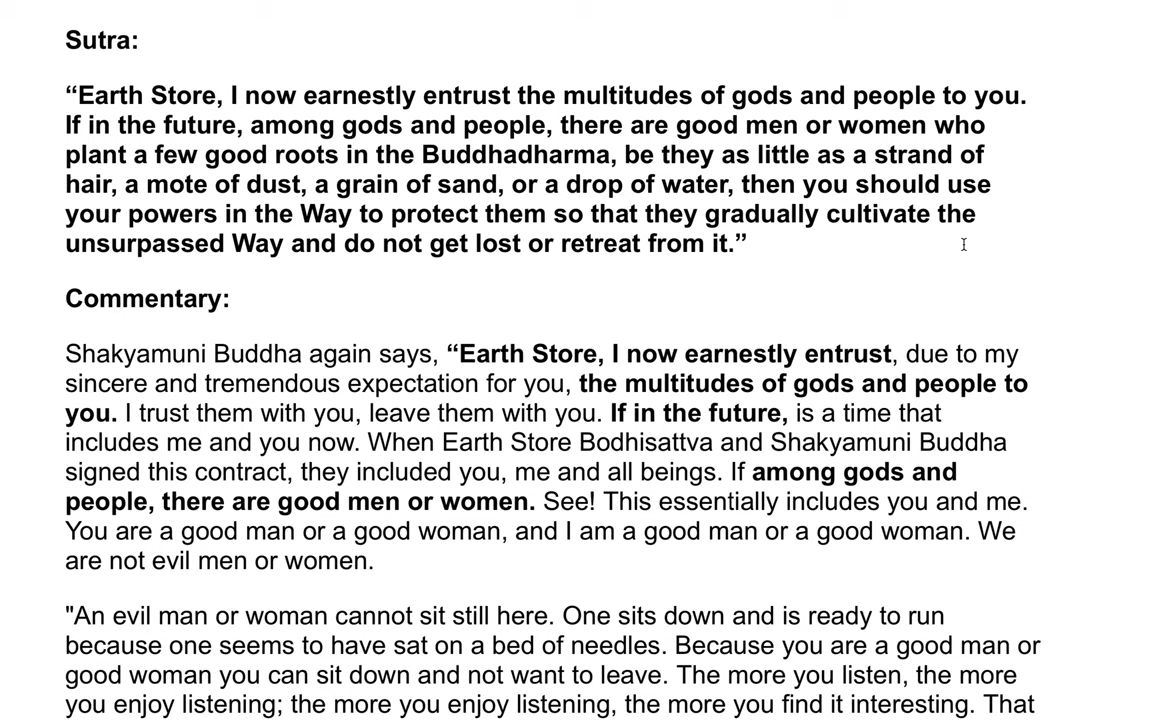 Sutra:
“Earth Store, I now earnestly entrust the multitudes of gods and people to you.
If in the future, among gods and people, there are good men or women who
plant a few good roots in the Buddhadharma, be they as little as a strand of
hair, a mote of dust, a grain of sand, or a drop of water, then you should use
your powers in the Way to protect them so that they gradually cultivate the
unsurpassed Way and do not get lost or retreat from it.”
Commentary:
Shakyamuni Buddha again says, “Earth Store, I now earnestly entrust, due to my
sincere and tremendous expectation for you, the multitudes of gods and people to
you. I trust them with you, leave them with you. If in the future, is a time that
includes me and you now. When Earth Store Bodhisattva and Shakyamuni Buddha
signed this contract, they included you, me and all beings. If among gods and
people, there are good men or women. See! This essentially includes you and me.
You are a good man or a good woman, and I am a good man or a good woman. We
are not evil men or women.
"An evil man or woman cannot sit still here. One sits down and is ready to run
because one seems to have sat on a bed of needles. Because you are a good man or
good woman you can sit down and not want to leave. The more you listen, the more
you enjoy listening; the more you enjoy listening, the more you find it interesting. That